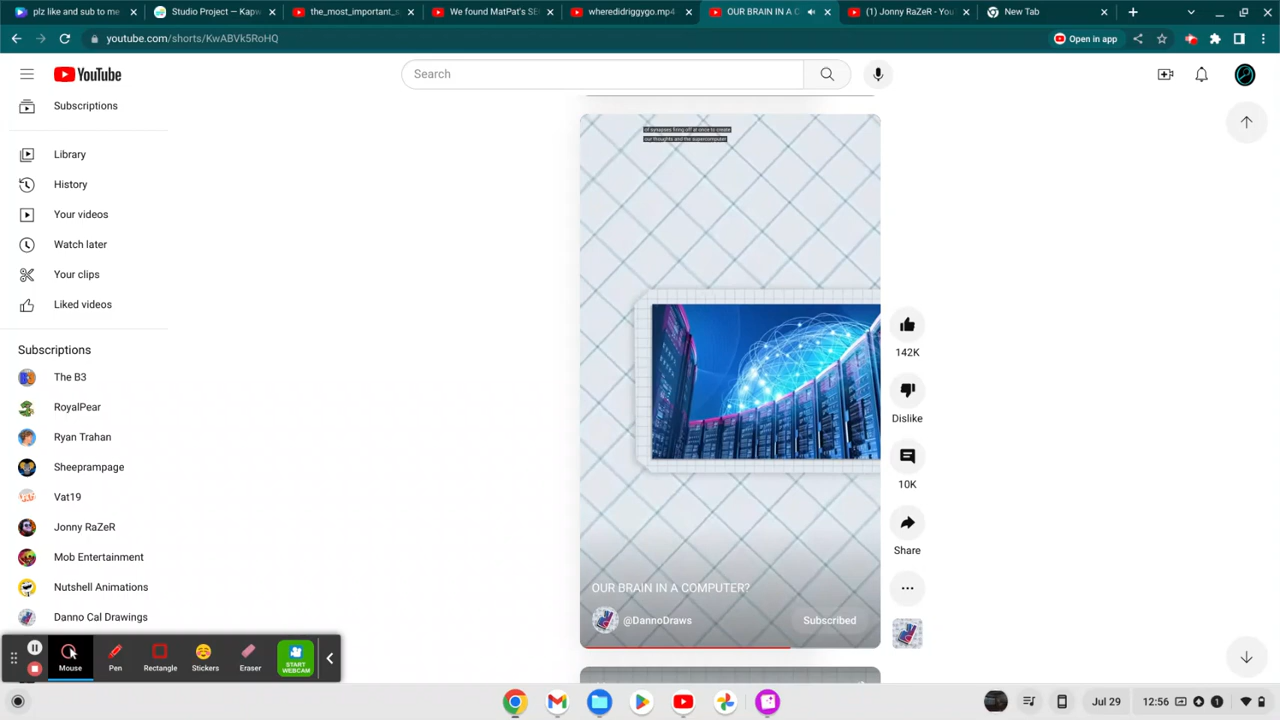 plz like and sub to me
Studio Project — Kapw
the_most_important_s
We found MatPat's SE
wheredidriggygo.mp4
OUR BRAIN IN A C
(1) Jonny RaZeR - You
New Tab
youtube.com/shorts/KwABVk5RoHQ
Open in app
YouTube
Search
Subscriptions
Library
History
Your videos
Watch later
Your clips
Liked videos
Subscriptions
The B3
RoyalPear
Ryan Trahan
Sheeprampage
Vat19
Jonny RaZeR
Mob Entertainment
Nutshell Animations
Danno Cal Drawings
of synapses firing off at once to create
our thoughts and the supercomputer
OUR BRAIN IN A COMPUTER?
@DannoDraws
Subscribed
142K
Dislike
10K
Share
Mouse
Pen
Rectangle
Stickers
Eraser
START
WEBCAM
Jul 29
12:56
1